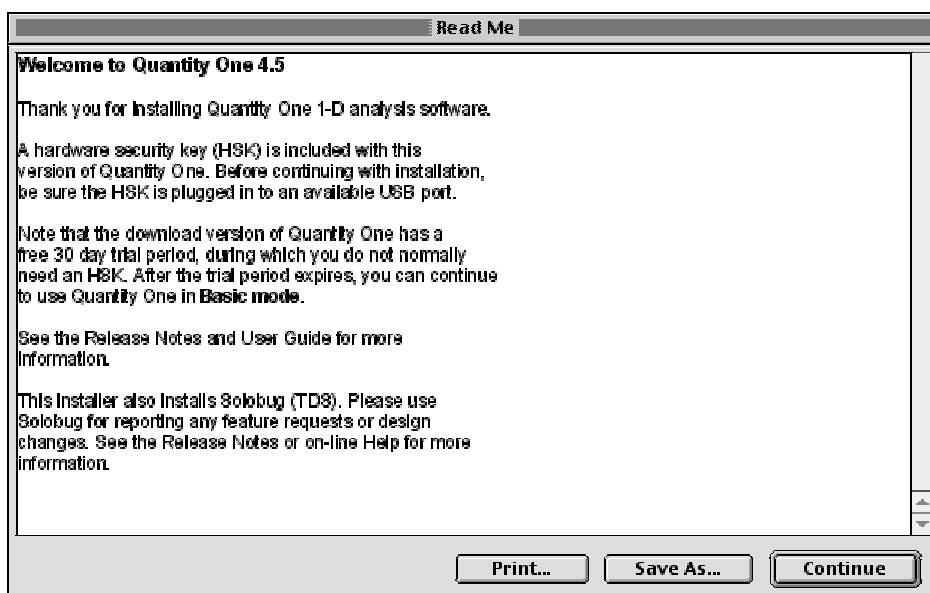 Read Me
Welcome to Quantity One 4.5
Thank you for Installing Quantity One 1-D analysis software.
A hardware security key (HSK) is included with this
version of Quantity One. Before continuing with installation,
be sure the HSK is plugged in to an available USB port.
Note that the download version of Quantity One has a
free 30 day trial period, during which you do not normally
need an HSK. After the trial period expires, you can continue
to use Quantity One in Basic mode.
See the Release Notes and User Guide for more
information.
This installer also installs Solobug (TDS). Please use
Solobug for reporting any feature requests or design
changes. See the Release Notes or on-line Help for more
information.
Print...
Save As...
Continue